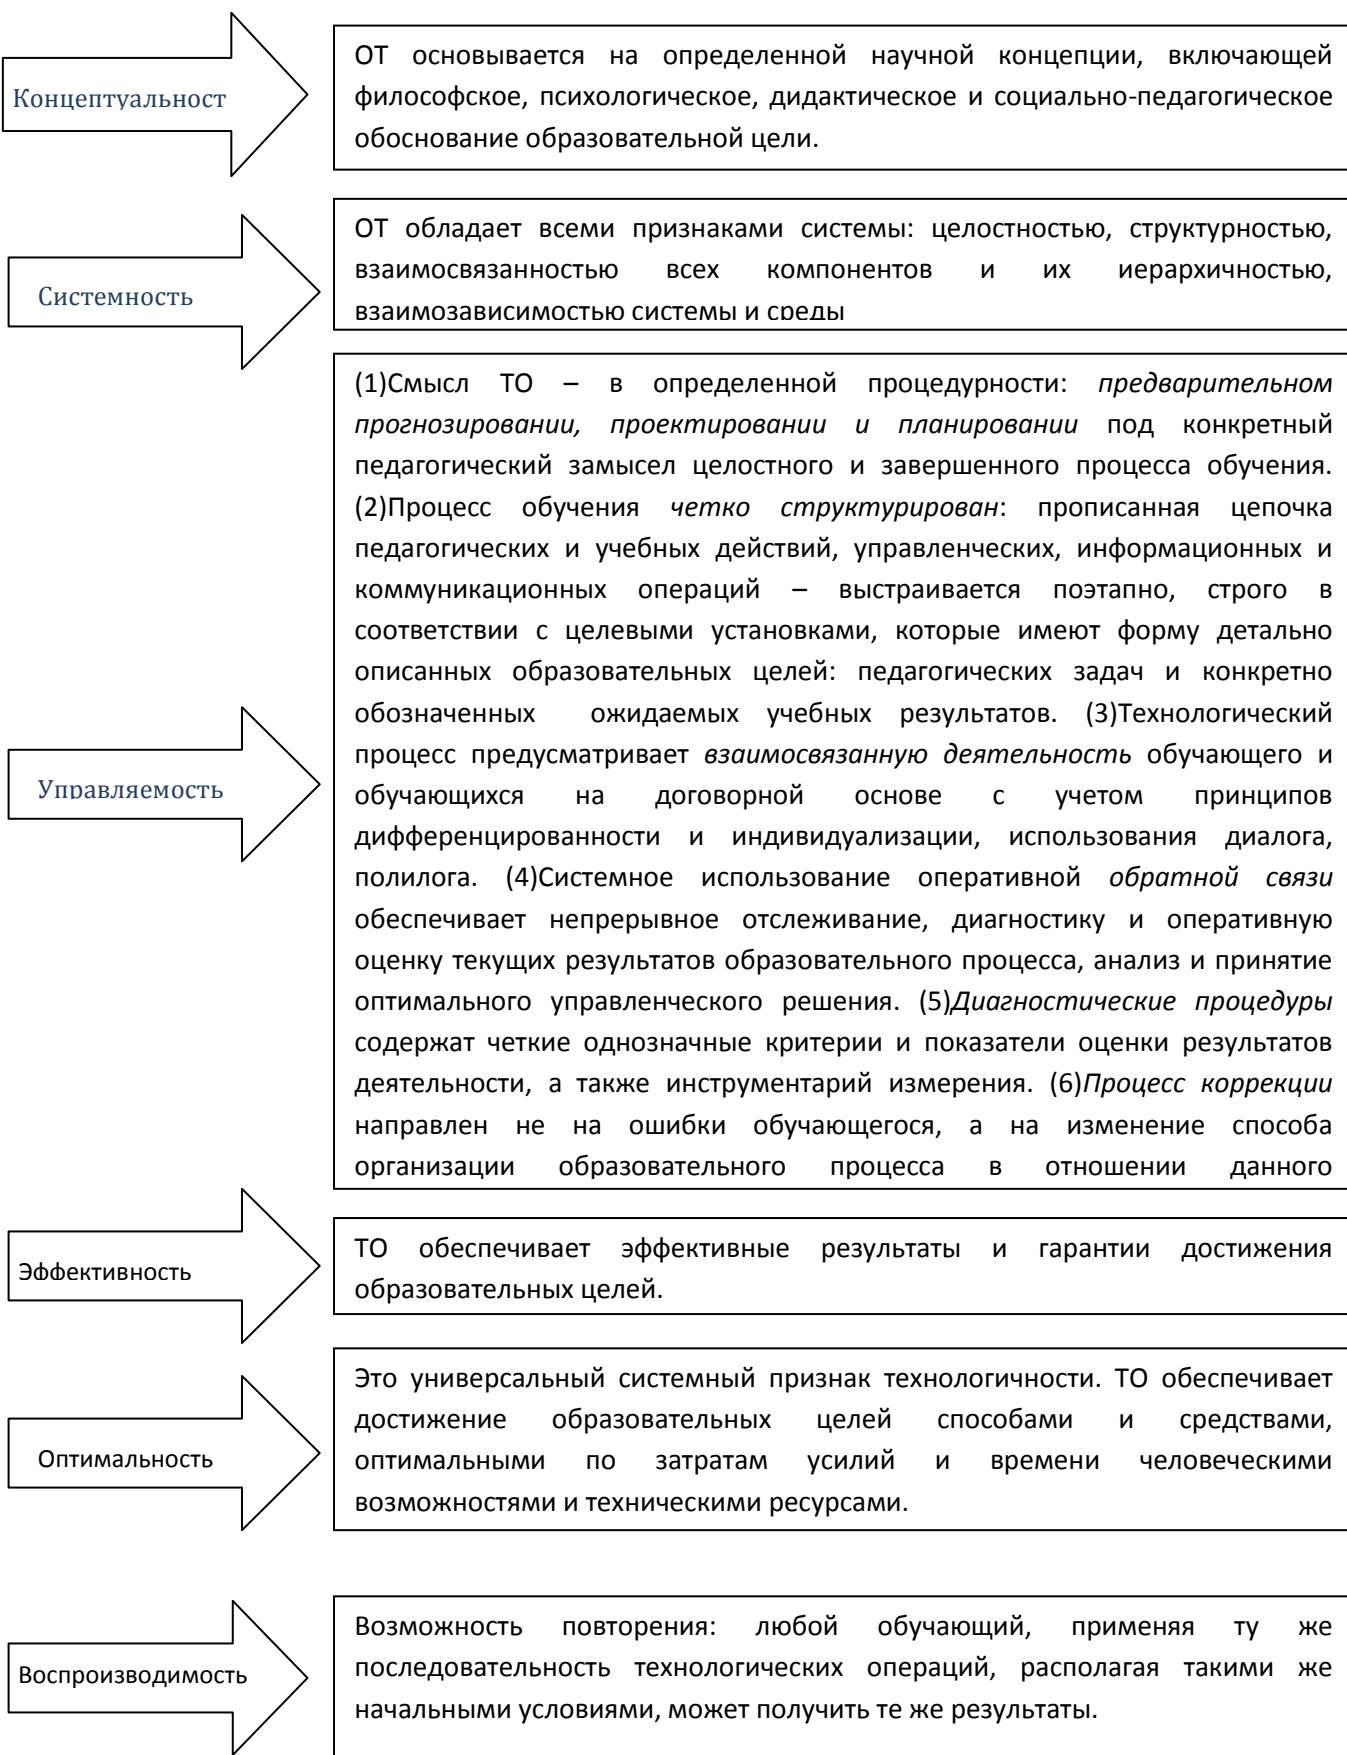 Концептуальност
ОТ основывается на определенной научной концепции, включающей
философское, психологическое, дидактическое и социально-педагогическое
обоснование образовательной цели.
Системность
ОТ обладает всеми признаками системы: целостностью, структурностью,
взаимосвязанностью всех компонентов и их иерархичностью,
взаимозависимостью системы и среды
Управляемость
(1)Смысл ТО – в определенной процедурности: предварительном
прогнозировании, проектировании и планировании под конкретный
педагогический замысел целостного и завершенного процесса обучения.
(2)Процесс обучения четко структурирован: прописанная цепочка
педагогических и учебных действий, управленческих, информационных и
коммуникационных операций – выстраивается поэтапно, строго в
соответствии с целевыми установками, которые имеют форму детально
описанных образовательных целей: педагогических задач и конкретно
обозначенных ожидаемых учебных результатов. (3)Технологический
процесс предусматривает взаимосвязанную деятельность обучающего и
обучающихся на договорной основе с учетом принципов
дифференцированности и индивидуализации, использования диалога,
полилога. (4)Системное использование оперативной обратной связи
обеспечивает непрерывное отслеживание, диагностику и оперативную
оценку текущих результатов образовательного процесса, анализ и принятие
оптимального управленческого решения. (5)Диагностические процедуры
содержат четкие однозначные критерии и показатели оценки результатов
деятельности, а также инструментарий измерения. (6)Процесс коррекции
направлен не на ошибки обучающегося, а на изменение способа
организации образовательного процесса в отношении данного
Эффективность
ТО обеспечивает эффективные результаты и гарантии достижения
образовательных целей.
Оптимальность
Это универсальный системный признак технологичности. ТО обеспечивает
достижение образовательных целей способами и средствами,
оптимальными по затратам усилий и времени человеческими
возможностями и техническими ресурсами.
Воспроизводимость
Возможность повторения: любой обучающий, применяя ту же
последовательность технологических операций, располагая такими же
начальными условиями, может получить те же результаты.